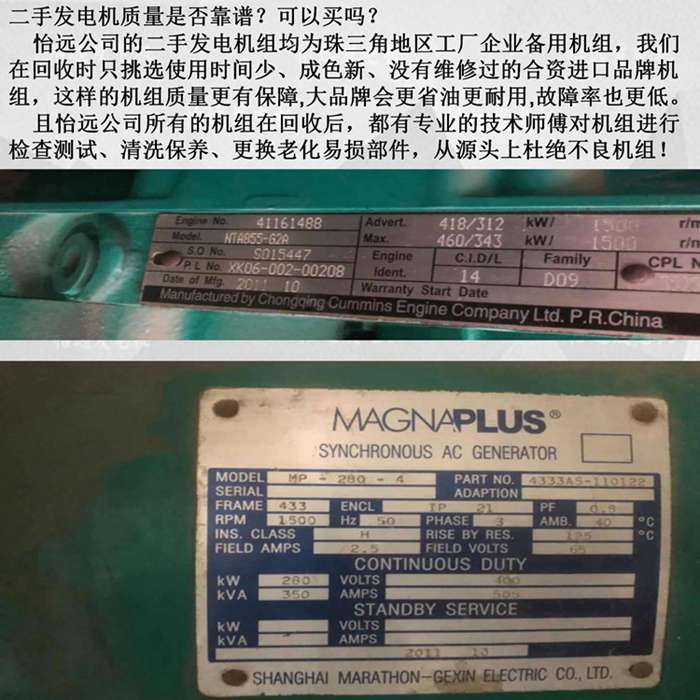 二手发电机质量是否靠谱？可以买吗？
怡远公司的二手发电机组均为珠三角地区工厂企业备用机组，我们
在回收时只挑选使用时间少、成色新、没有维修过的合资进口品牌机
组，这样的机组质量更有保障,大品牌会更省油更耐用,故障率也更低。
且怡远公司所有的机组在回收后，都有专业的技术师傅对机组进行
检查测试、清洗保养、更换老化易损部件，从源头上杜绝不良机组！
Engine No. 41161488 Advert. 418/312 kW/ 1500 r/m
Model. NTA855-G2A Max. 460/343 kW/ 1500 r/m
S.O No. SO15447 Engine C.I.D/L Family CPL N
P.L No. XK06-002-00208 Ident. 14 D09
Date of Mfg. 2011 10 Warranty Start Date
Manufactured by Chongqing Cummins Engine Company Ltd. P.R.China
MAGNAPLUS®
SYNCHRONOUS AC GENERATOR
MODEL MP - 280 - 4 PART NO. 4333AS-110122
SERIAL ADAPTION
FRAME 433 ENCL IP 21 PF 0.8
RPM 1500 Hz 50 PHASE 3 AMB. 40 °C
INS. CLASS H RISE BY RES. 125 °C
FIELD AMPS 2.5 FIELD VOLTS 65
CONTINUOUS DUTY
kW 280 VOLTS 400
kVA 350 AMPS 505
STANDBY SERVICE
kW VOLTS
kVA AMPS
2011 10
SHANGHAI MARATHON-GEXIN ELECTRIC CO., LTD.